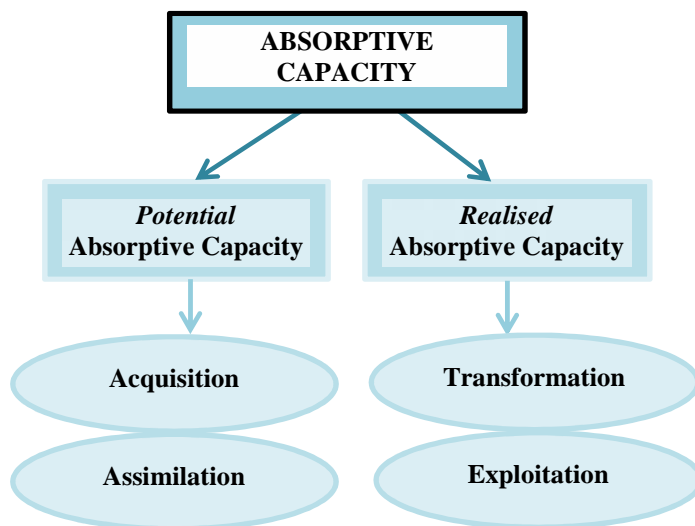 ABSORPTIVE
CAPACITY
Potential
Absorptive Capacity
Realised
Absorptive Capacity
Acquisition
Transformation
Assimilation
Exploitation